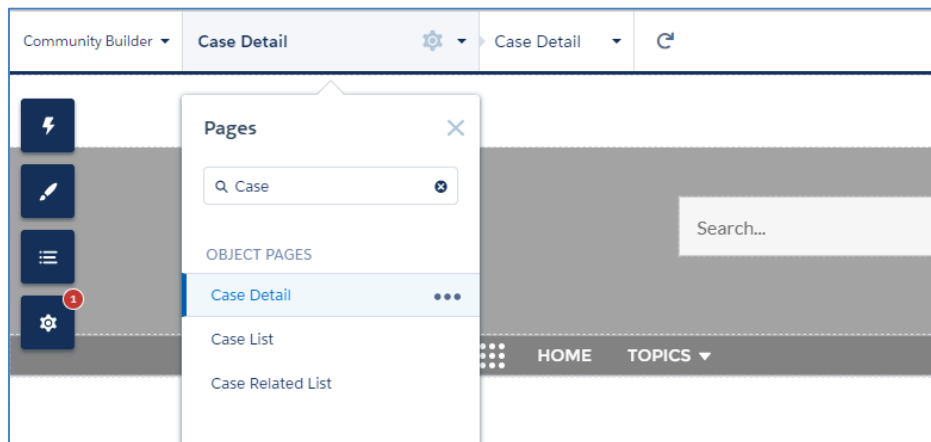 Community Builder
Case Detail
Case Detail
Pages
Case
Search...
OBJECT PAGES
Case Detail
1
Case List
HOME
TOPICS
Case Related List